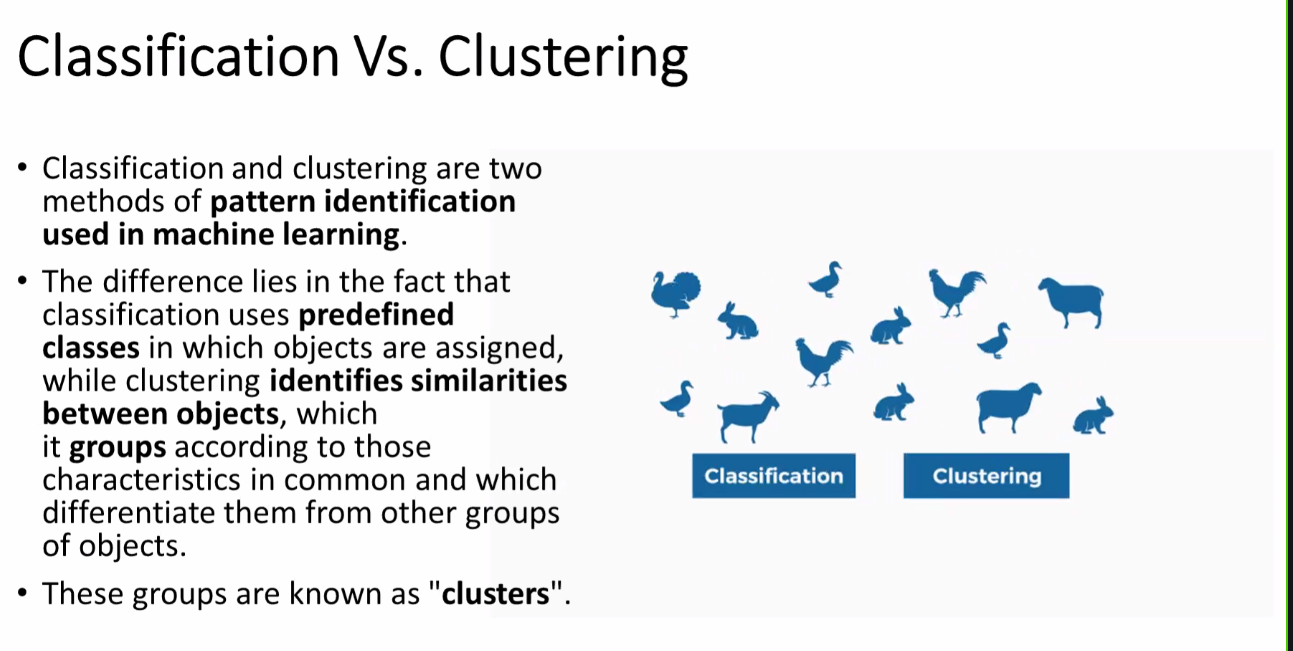 Classification Vs. Clustering
• Classification and clustering are two
methods of pattern identification
used in machine learning.
• The difference lies in the fact that
classification uses predefined
classes in which objects are assigned,
while clustering identifies similarities
between objects, which
it groups according to those
characteristics in common and which
differentiate them from other groups
of objects.
• These groups are known as "clusters".
Classification
Clustering